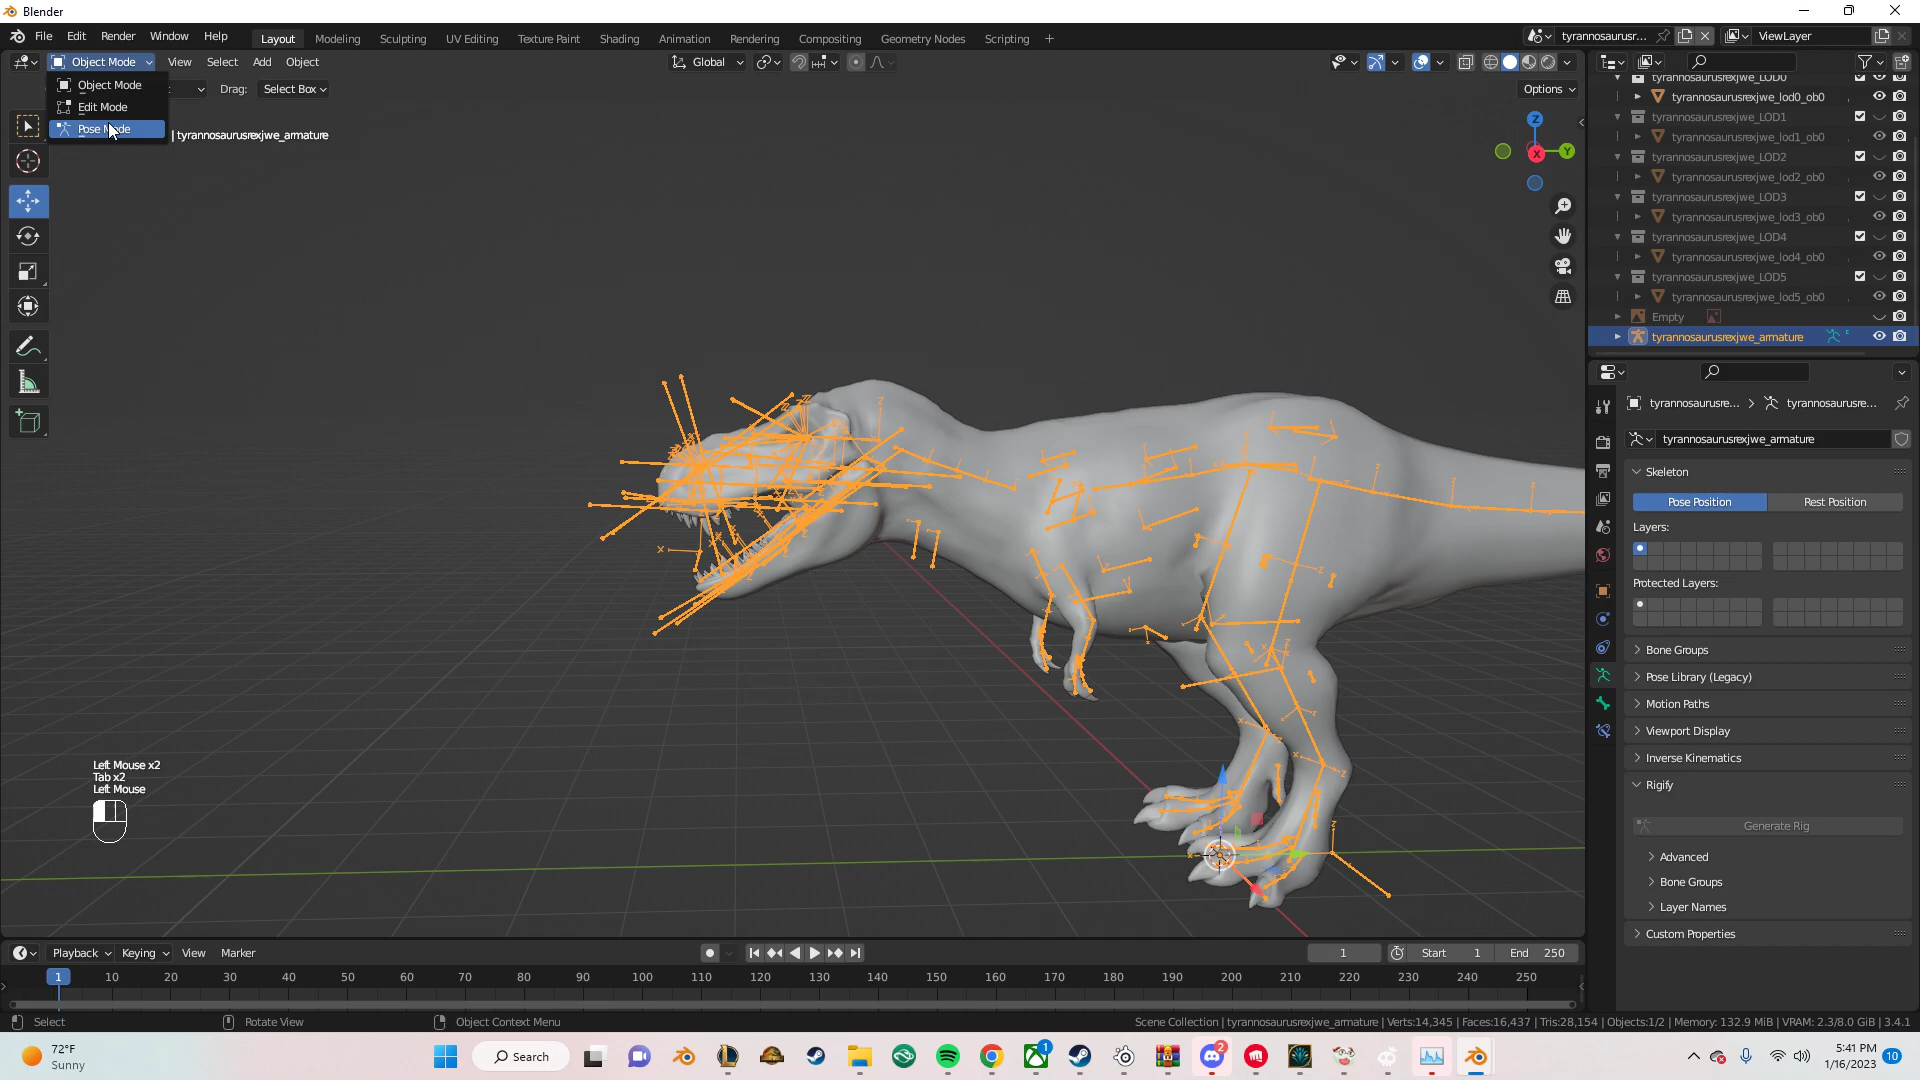 Blender
File Edit Render Window Help Layout Modeling Sculpting UV Editing Texture Paint Shading Animation Rendering Compositing Geometry Nodes Scripting + tyrannosaurusr... ViewLayer
Object Mode View Select Add Object Global
Object Mode
Edit Mode
Pose Mode
Drag: Select Box Options
| tyrannosaurusrexjwe_armature
Z
Y
X
tyrannosaurusrexjwe_LOD0
tyrannosaurusrexjwe_lod0_ob0
tyrannosaurusrexjwe_LOD1
tyrannosaurusrexjwe_lod1_ob0
tyrannosaurusrexjwe_LOD2
tyrannosaurusrexjwe_lod2_ob0
tyrannosaurusrexjwe_LOD3
tyrannosaurusrexjwe_lod3_ob0
tyrannosaurusrexjwe_LOD4
tyrannosaurusrexjwe_lod4_ob0
tyrannosaurusrexjwe_LOD5
tyrannosaurusrexjwe_lod5_ob0
Empty
tyrannosaurusrexjwe_armature
tyrannosaurusre... > tyrannosaurusre...
tyrannosaurusrexjwe_armature
Skeleton
Pose Position Rest Position
Layers:
Protected Layers:
Bone Groups
Pose Library (Legacy)
Motion Paths
Viewport Display
Inverse Kinematics
Rigify
Generate Rig
Advanced
Bone Groups
Layer Names
Custom Properties
Left Mouse x2
Tab x2
Left Mouse
Playback Keying View Marker 1 Start 1 End 250
1 10 20 30 40 50 60 70 80 90 100 110 120 130 140 150 160 170 180 190 200 210 220 230 240 250
Select Rotate View Object Context Menu Scene Collection | tyrannosaurusrexjwe_armature | Verts:14,345 | Faces:16,437 | Tris:28,154 | Objects:1/2 | Memory: 132.9 MiB | VRAM: 2.3/8.0 GiB | 3.4.1
72°F
Sunny
Search
1
2
5:41 PM
1/16/2023
10